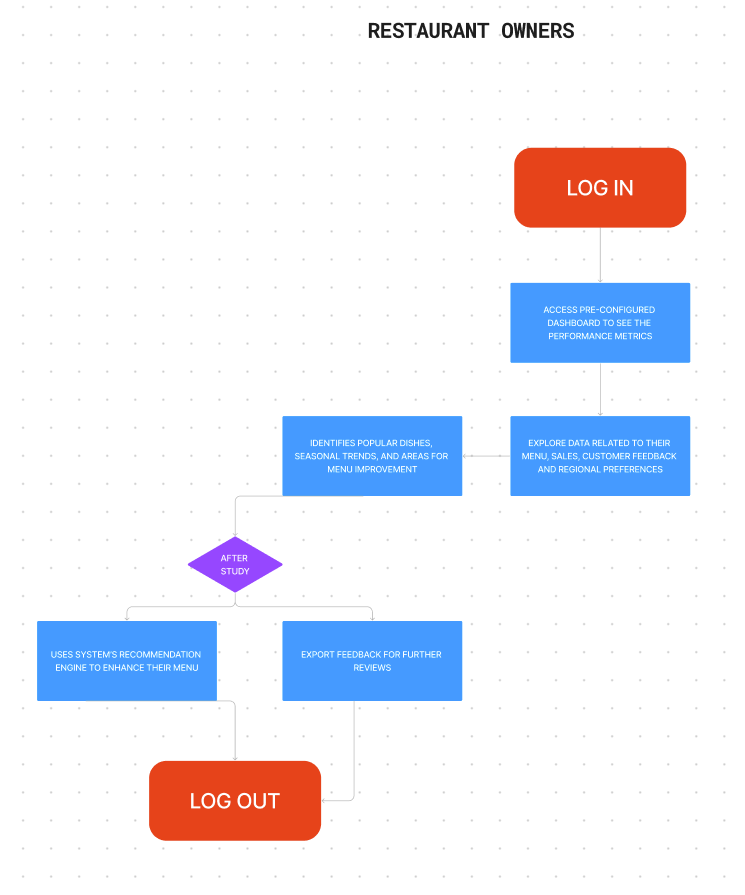 RESTAURANT OWNERS
LOG IN
ACCESS PRE-CONFIGURED
DASHBOARD TO SEE THE
PERFORMANCE METRICS
EXPLORE DATA RELATED TO THEIR
MENU, SALES, CUSTOMER FEEDBACK
AND REGIONAL PREFERENCES
IDENTIFIES POPULAR DISHES,
SEASONAL TRENDS, AND AREAS FOR
MENU IMPROVEMENT
AFTER
STUDY
USES SYSTEM'S RECOMMENDATION
ENGINE TO ENHANCE THEIR MENU
EXPORT FEEDBACK FOR FURTHER
REVIEWS
LOG OUT